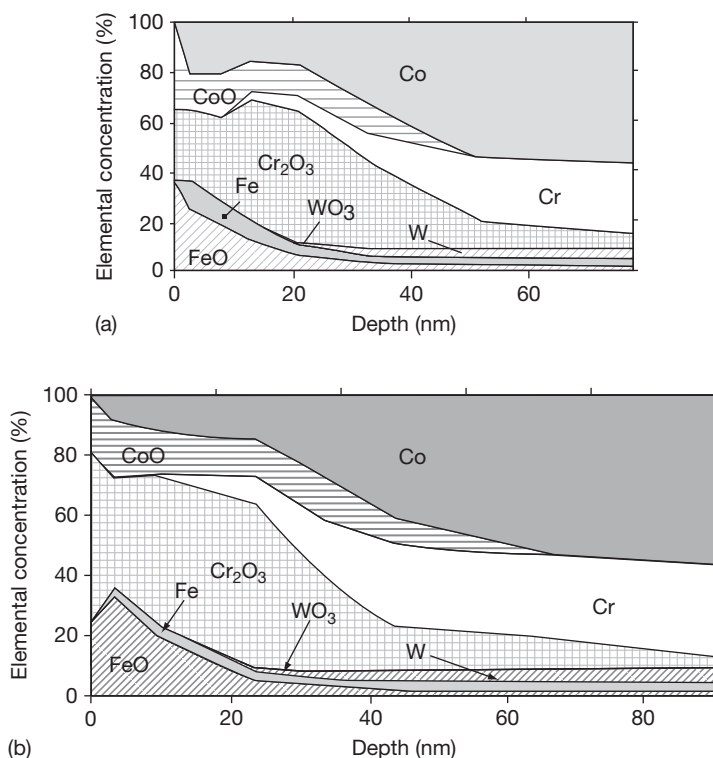 Elemental concentration (%)
100
80
60
40
20
0
Co
CoO
Cr2O3
Fe
WO3
Cr
W
FeO
0
20
40
60
Depth (nm)
(a)
Elemental concentration (%)
100
80
60
40
20
0
CoO
Co
Cr2O3
Fe
WO3
Cr
W
FeO
0
20
40
60
80
Depth (nm)
(b)